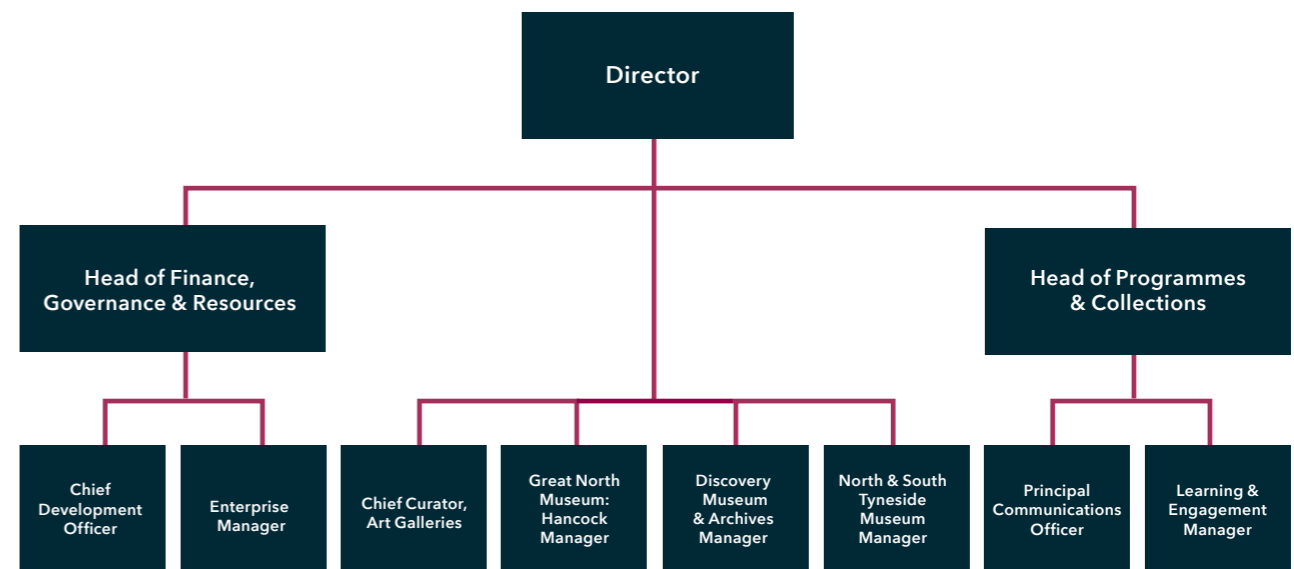 Director
Head of Finance,
Governance & Resources
Head of Programmes
& Collections
Chief
Development
Officer
Enterprise
Manager
Chief Curator,
Art Galleries
Great North
Museum:
Hancock
Manager
Discovery
Museum
& Archives
Manager
North & South
Tyneside
Museum
Manager
Principal
Communications
Officer
Learning &
Engagement
Manager